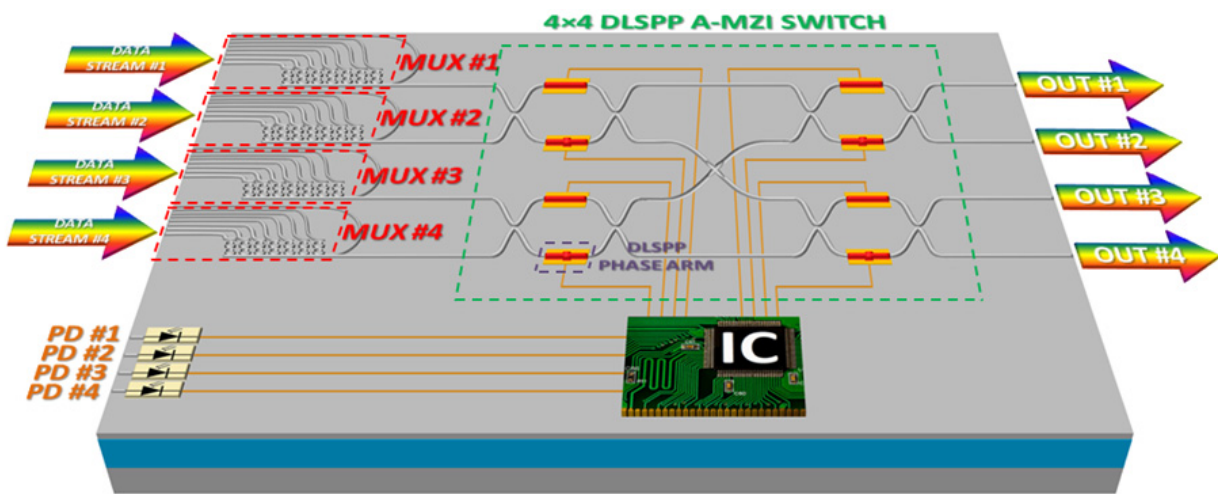 4×4 DLSPP A-MZI SWITCH
DATA
STREAM #1
MUX #1
OUT #1
DATA
STREAM #2
MUX #2
OUT #2
DATA
STREAM #3
MUX #3
OUT #3
DATA
STREAM #4
MUX #4
OUT #4
DLSPP
PHASE ARM
PD #1
PD #2
PD #3
PD #4
IC